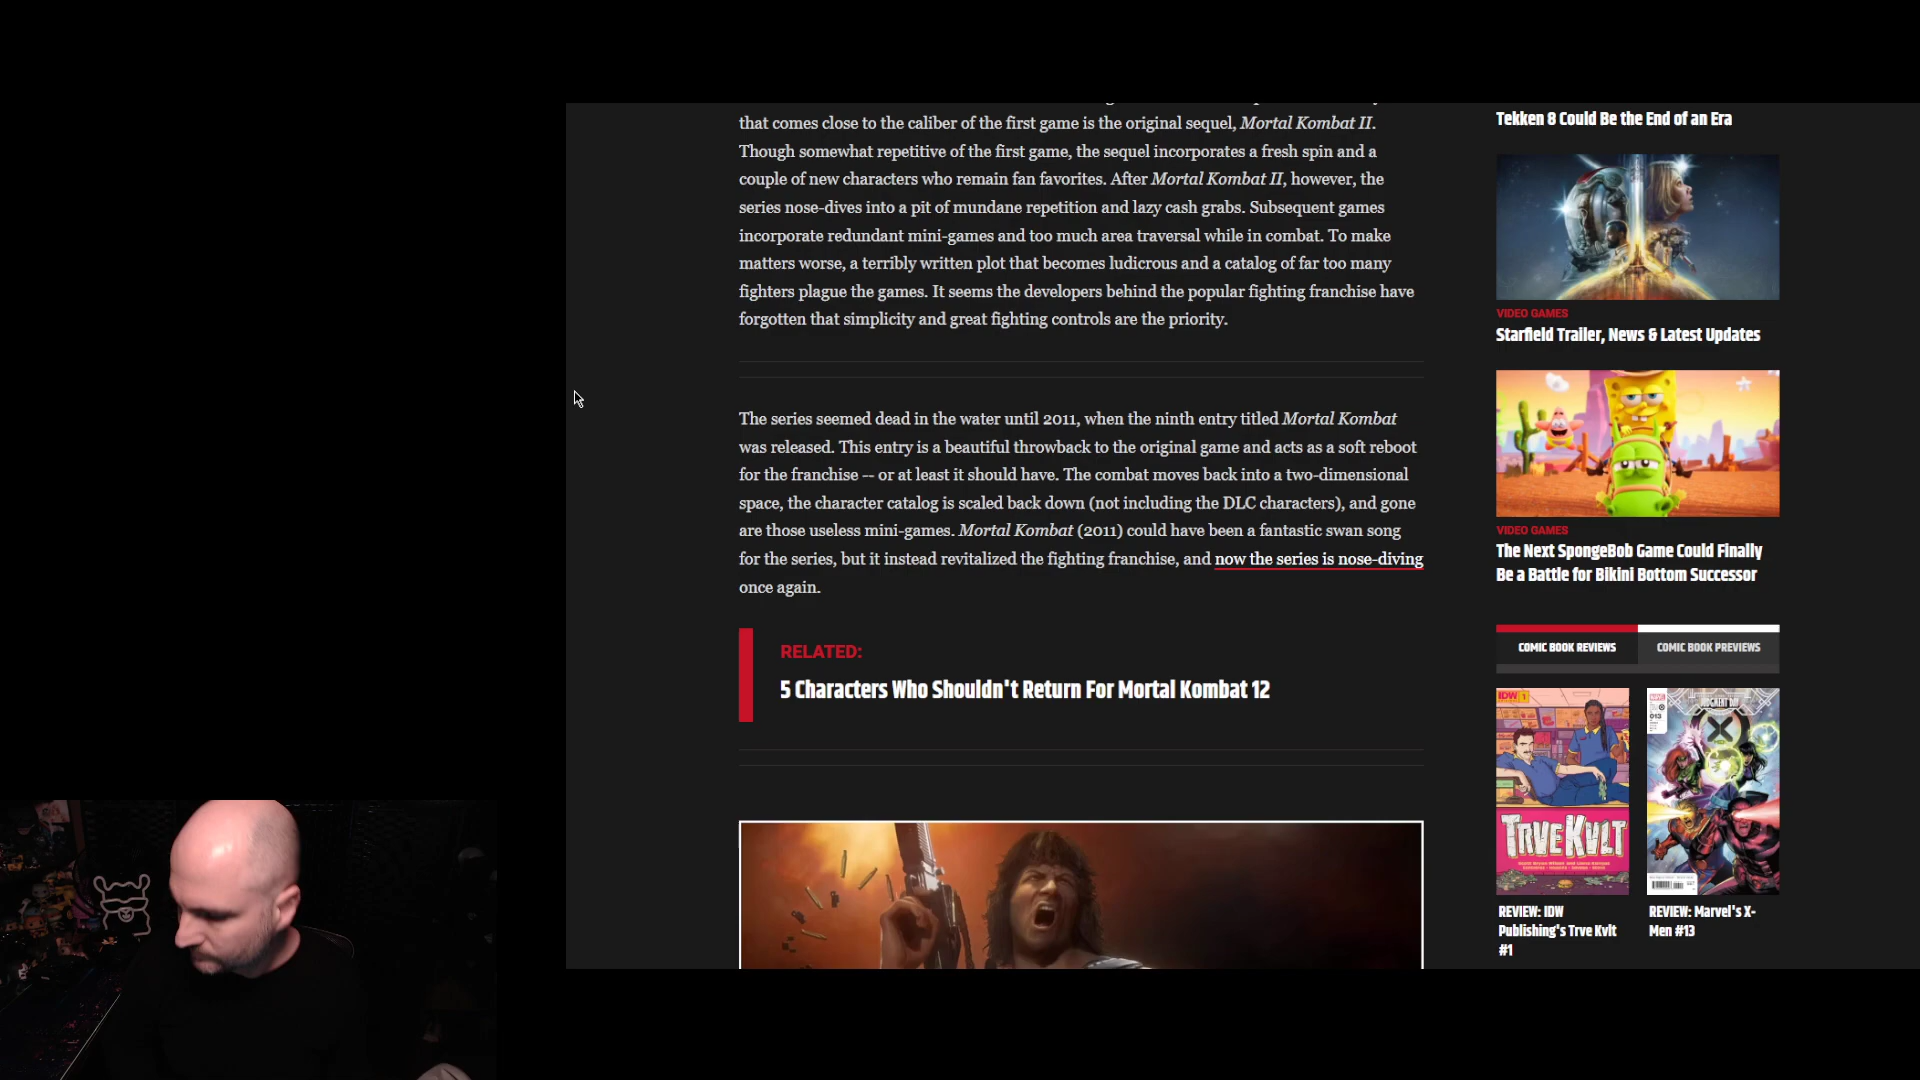 that comes close to the caliber of the first game is the original sequel, Mortal Kombat II.
Though somewhat repetitive of the first game, the sequel incorporates a fresh spin and a
couple of new characters who remain fan favorites. After Mortal Kombat II, however, the
series nose-dives into a pit of mundane repetition and lazy cash grabs. Subsequent games
incorporate redundant mini-games and too much area traversal while in combat. To make
matters worse, a terribly written plot that becomes ludicrous and a catalog of far too many
fighters plague the games. It seems the developers behind the popular fighting franchise have
forgotten that simplicity and great fighting controls are the priority.
The series seemed dead in the water until 2011, when the ninth entry titled Mortal Kombat
was released. This entry is a beautiful throwback to the original game and acts as a soft reboot
for the franchise -- or at least it should have. The combat moves back into a two-dimensional
space, the character catalog is scaled back down (not including the DLC characters), and gone
are those useless mini-games. Mortal Kombat (2011) could have been a fantastic swan song
for the series, but it instead revitalized the fighting franchise, and now the series is nose-diving
once again.
RELATED:
5 Characters Who Shouldn't Return For Mortal Kombat 12
Tekken 8 Could Be the End of an Era
VIDEO GAMES
Starfield Trailer, News & Latest Updates
VIDEO GAMES
The Next SpongeBob Game Could Finally
Be a Battle for Bikini Bottom Successor
COMIC BOOK REVIEWS
COMIC BOOK PREVIEWS
IDW
1
TRVE KVLT
REVIEW: IDW
Publishing's Trve Kvlt
#1
MARVEL
013
JUDGMENT DAY
X
REVIEW: Marvel's X-
Men #13